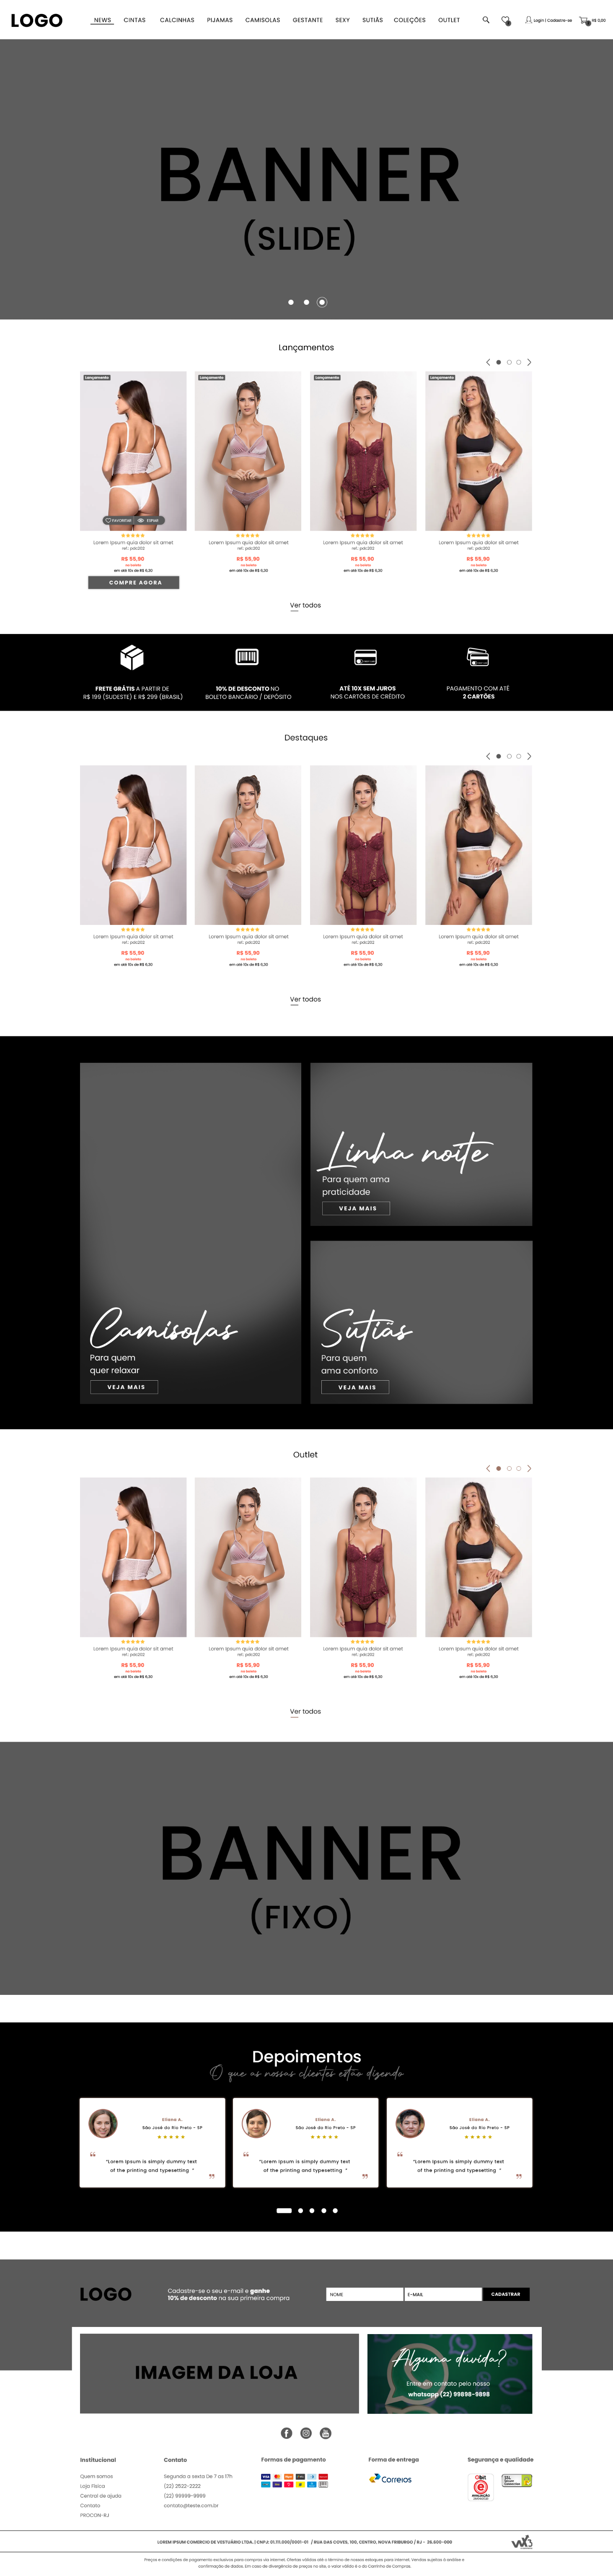 LOGO
NEWS CINTAS CALCINHAS PIJAMAS CAMISOLAS GESTANTE SEXY SUTIÃS COLEÇÕES OUTLET
Login | Cadastre-se R$ 0,00
BANNER
(SLIDE)
Lançamentos
Lançamento Lançamento Lançamento Lançamento
FAVORITAR ESPIAR
Lorem Ipsum quia dolor sit amet Lorem Ipsum quia dolor sit amet Lorem Ipsum quia dolor sit amet Lorem Ipsum quia dolor sit amet
ref.: pdc202 ref.: pdc202 ref.: pdc202 ref.: pdc202
R$ 55,90 R$ 55,90 R$ 55,90 R$ 55,90
no boleto no boleto no boleto no boleto
em até 10x de R$ 6,30 em até 10x de R$ 6,30 em até 10x de R$ 6,30 em até 10x de R$ 6,30
COMPRE AGORA
Ver todos
FRETE GRÁTIS A PARTIR DE
R$ 199 (SUDESTE) E R$ 299 (BRASIL)
10% DE DESCONTO NO
BOLETO BANCÁRIO / DEPÓSITO
ATÉ 10X SEM JUROS
NOS CARTÕES DE CRÉDITO
PAGAMENTO COM ATÉ
2 CARTÕES
Destaques
Lorem Ipsum quia dolor sit amet Lorem Ipsum quia dolor sit amet Lorem Ipsum quia dolor sit amet Lorem Ipsum quia dolor sit amet
ref.: pdc202 ref.: pdc202 ref.: pdc202 ref.: pdc202
R$ 55,90 R$ 55,90 R$ 55,90 R$ 55,90
no boleto no boleto no boleto no boleto
em até 10x de R$ 6,30 em até 10x de R$ 6,30 em até 10x de R$ 6,30 em até 10x de R$ 6,30
Ver todos
Linha noite
Para quem ama
praticidade
VEJA MAIS
Camisolas
Para quem
quer relaxar
VEJA MAIS
Sutiãs
Para quem
ama conforto
VEJA MAIS
Outlet
Lorem Ipsum quia dolor sit amet Lorem Ipsum quia dolor sit amet Lorem Ipsum quia dolor sit amet Lorem Ipsum quia dolor sit amet
ref.: pdc202 ref.: pdc202 ref.: pdc202 ref.: pdc202
R$ 55,90 R$ 55,90 R$ 55,90 R$ 55,90
no boleto no boleto no boleto no boleto
em até 10x de R$ 6,30 em até 10x de R$ 6,30 em até 10x de R$ 6,30 em até 10x de R$ 6,30
Ver todos
BANNER
(FIXO)
Depoimentos
O que as nossas clientes estão dizendo
Eliana A. Eliana A. Eliana A.
São José do Rio Preto - SP São José do Rio Preto - SP São José do Rio Preto - SP
"Lorem Ipsum is simply dummy text
of the printing and typesetting "
"Lorem Ipsum is simply dummy text
of the printing and typesetting "
"Lorem Ipsum is simply dummy text
of the printing and typesetting "
LOGO
Cadastre-se o seu e-mail e ganhe
10% de desconto na sua primeira compra
NOME E-MAIL CADASTRAR
IMAGEM DA LOJA
Alguma dúvida?
Entre em contato pelo nosso
whatsapp (22) 99898-9898
Institucional
Quem somos
Loja Física
Central de ajuda
Contato
PROCON-RJ
Contato
Segunda a sexta De 7 às 17h
(22) 2522-2222
(22) 99999-9999
contato@teste.com.br
Formas de pagamento
Forma de entrega
Correios
Segurança e qualidade
LOREM IPSUM COMERCIO DE VESTUÁRIO LTDA. | CNPJ: 01.111.000/0001-01 / RUA DAS COVES, 100, CENTRO, NOVA FRIBURGO / RJ - 28.600-000
Preços e condições de pagamento exclusivos para compras via internet. Ofertas válidas até o término de nossos estoques para internet. Vendas sujeitas à análise e
confirmação de dados. Em caso de divergência de preços no site, o valor válido é o do Carrinho de Compras.